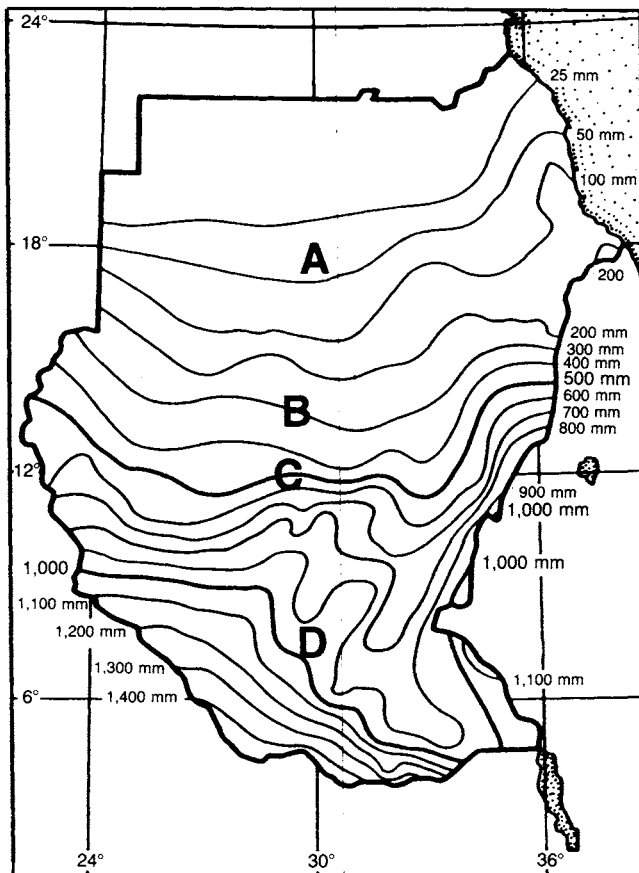 24°
25 mm
50 mm
100 mm
18°
A
200
200 mm
300 mm
400 mm
500 mm
600 mm
700 mm
800 mm
B
12°
C
900 mm
1,000 mm
1,000 mm
1,000
1,100 mm
1,200 mm
D
1,300 mm
1,400 mm
1,100 mm
6°
24°
30°
36°